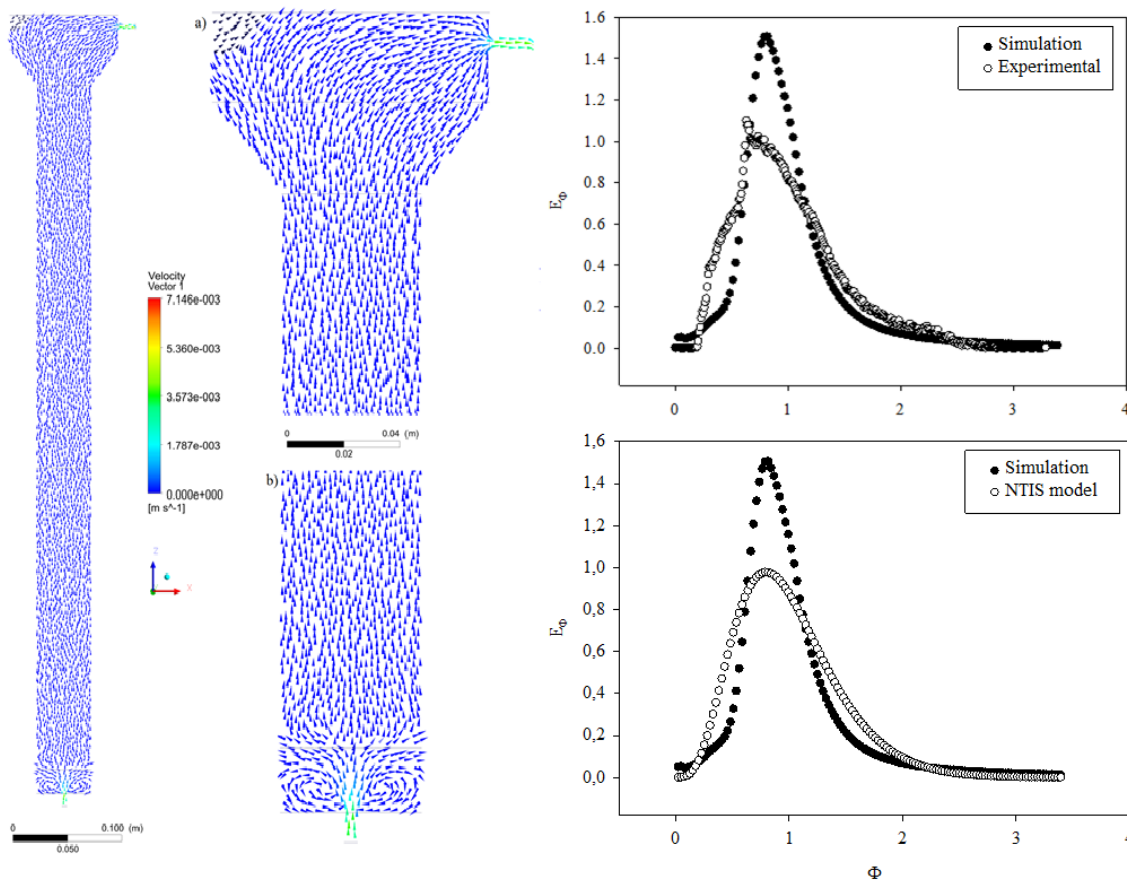 a)
Velocity
Vector 1
7.146e-003
5.360e-003
3.573e-003
1.787e-003
0.000e+000
[m s^-1]
Z
X
0 0.100 (m)
0.050
0 0.04 (m)
0.02
b)
1.6
1.4
1.2
1.0
0.8
0.6
0.4
0.2
0.0
EΦ
Simulation
Experimental
0 1 2 3 4
1,6
1,4
1,2
1,0
0,8
0,6
0,4
0,2
0,0
EΦ
Simulation
NTIS model
0 1 2 3 4
Φ